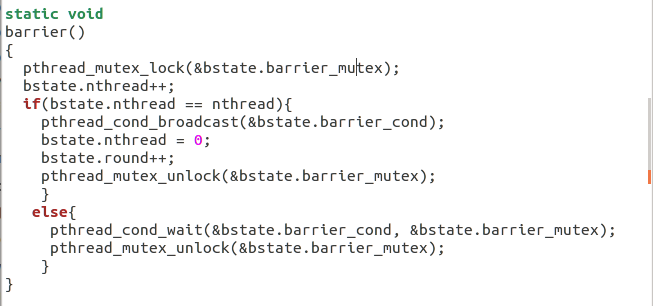 static void
barrier()
{
  pthread_mutex_lock(&bstate.barrier_mutex);
  bstate.nthread++;
  if(bstate.nthread == nthread){
    pthread_cond_broadcast(&bstate.barrier_cond);
    bstate.nthread = 0;
    bstate.round++;
    pthread_mutex_unlock(&bstate.barrier_mutex);
    }
   else{
     pthread_cond_wait(&bstate.barrier_cond, &bstate.barrier_mutex);
     pthread_mutex_unlock(&bstate.barrier_mutex);
    }
}